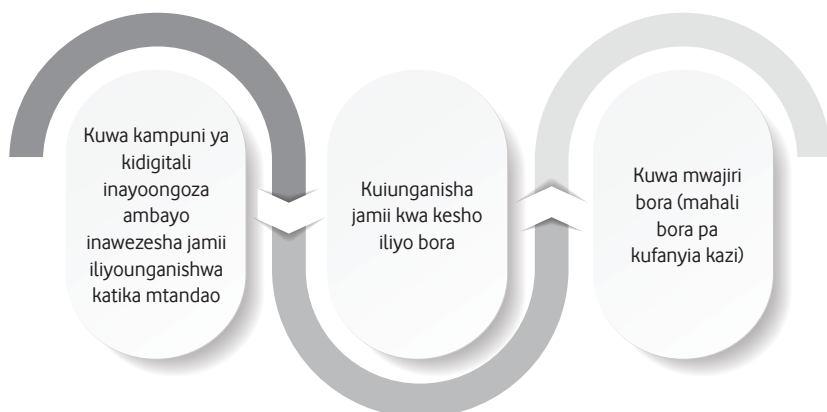 Kuwa kampuni ya
kidigitali
inayoongoza
ambayo
inawezesha jamii
iliyounganishwa
katika mtandao
Kuiunganisha
jamii kwa kesho
iliyo bora
Kuwa mwajiri
bora (mahali
bora pa
kufanyia kazi)